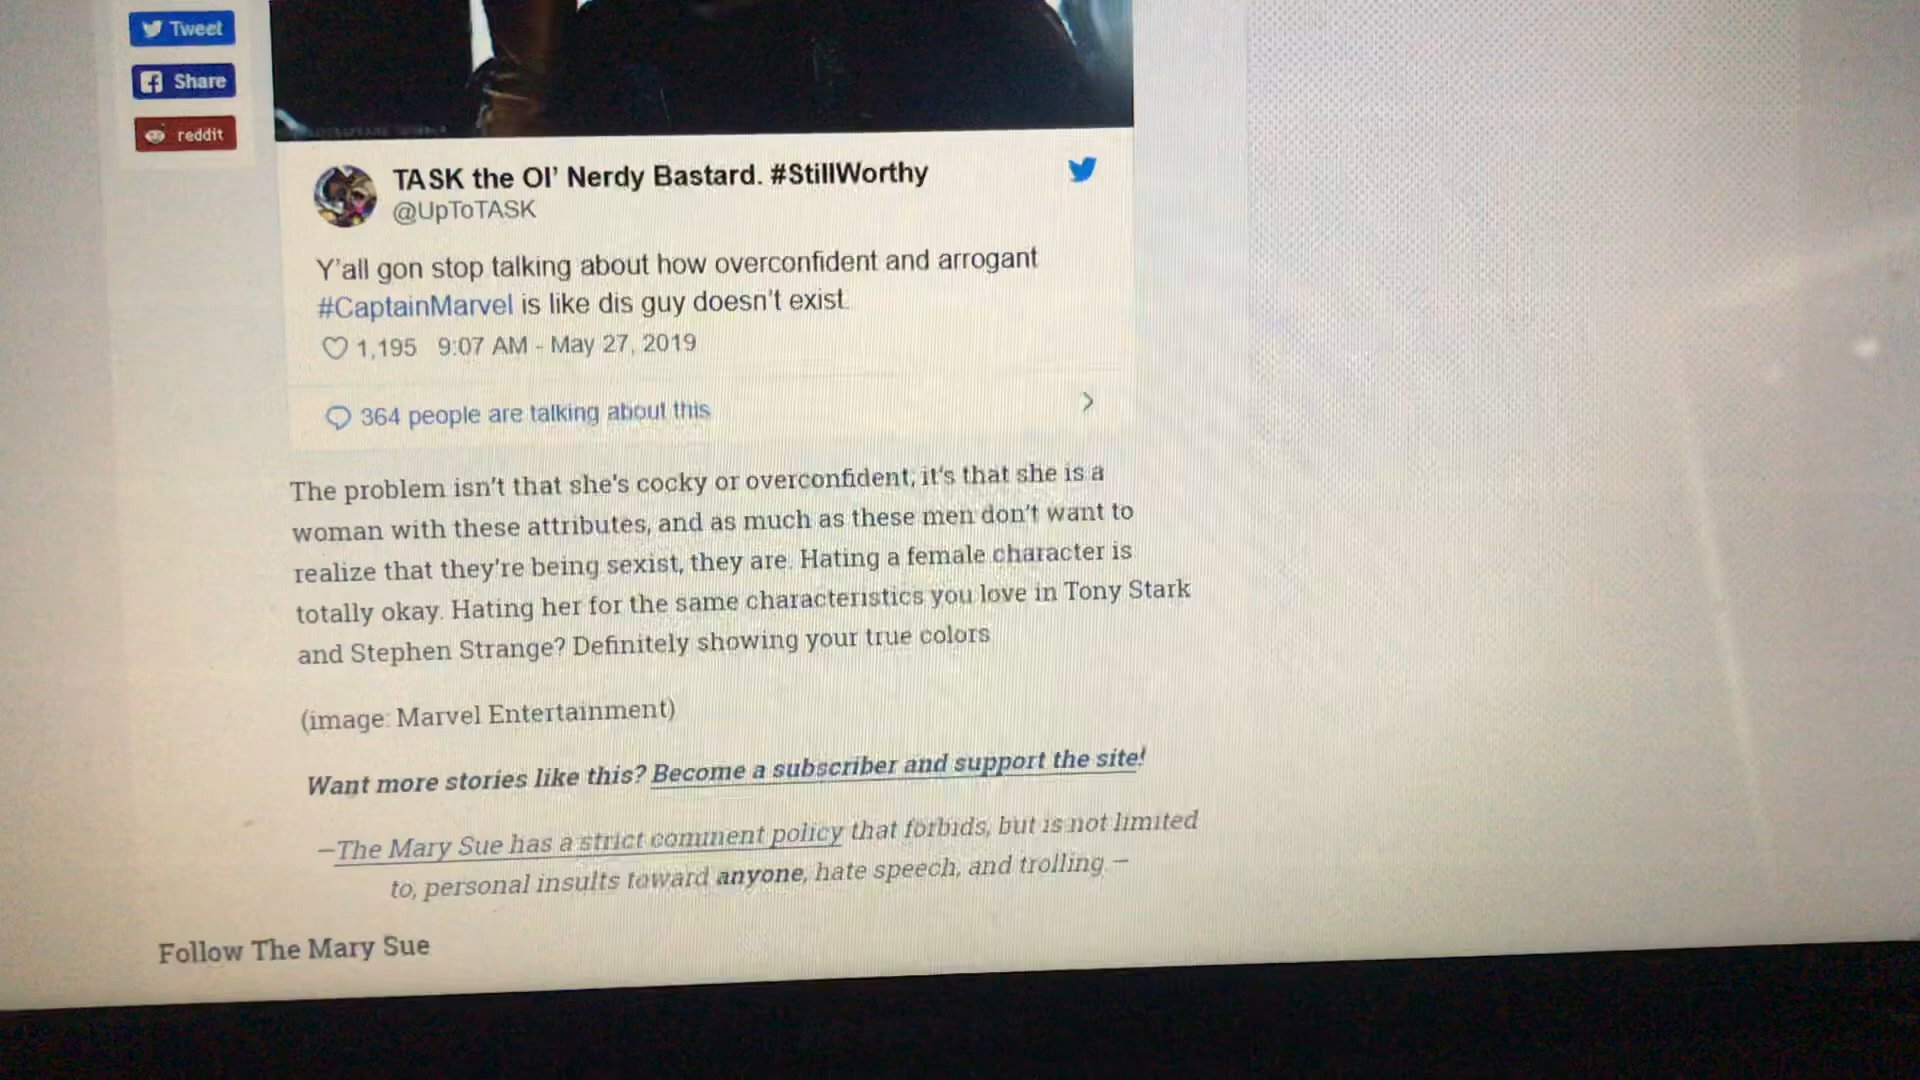 Tweet
Share
reddit
TASK the Ol' Nerdy Bastard. #StillWorthy
@UpToTASK
Y'all gon stop talking about how overconfident and arrogant
#CaptainMarvel is like dis guy doesn't exist.
1,195 9:07 AM - May 27, 2019
364 people are talking about this
The problem isn't that she's cocky or overconfident; it's that she is a
woman with these attributes, and as much as these men don't want to
realize that they're being sexist, they are. Hating a female character is
totally okay. Hating her for the same characteristics you love in Tony Stark
and Stephen Strange? Definitely showing your true colors
(image: Marvel Entertainment)
Want more stories like this? Become a subscriber and support the site!
—The Mary Sue has a strict comment policy that forbids, but is not limited
to, personal insults toward anyone, hate speech, and trolling.—
Follow The Mary Sue